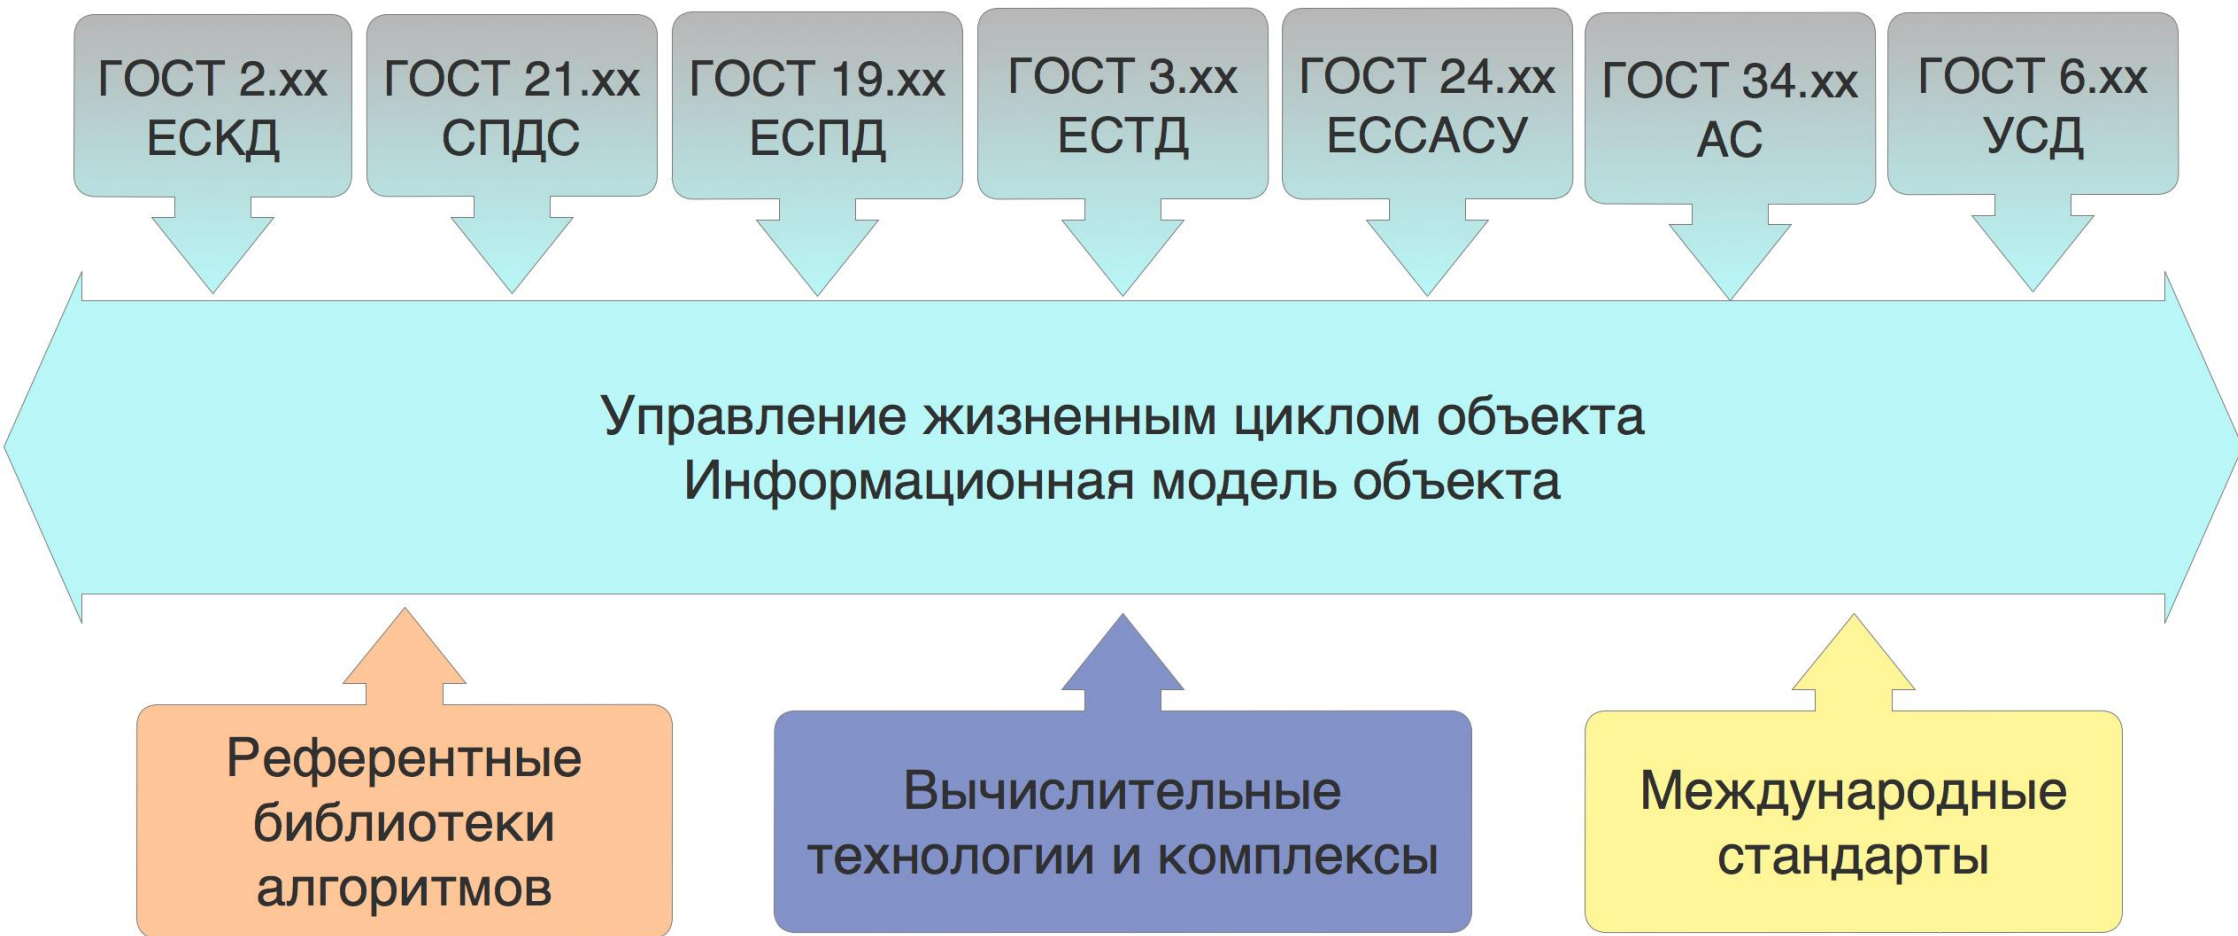 ГОСТ 2.xx
ЕСКД
ГОСТ 21.xx
СПДС
ГОСТ 19.xx
ЕСПД
ГОСТ 3.xx
ЕСТД
ГОСТ 24.xx
ЕССАСУ
ГОСТ 34.xx
АС
ГОСТ 6.xx
УСД
Управление жизненным циклом объекта
Информационная модель объекта
Референтные
библиотеки
алгоритмов
Вычислительные
технологии и комплексы
Международные
стандарты